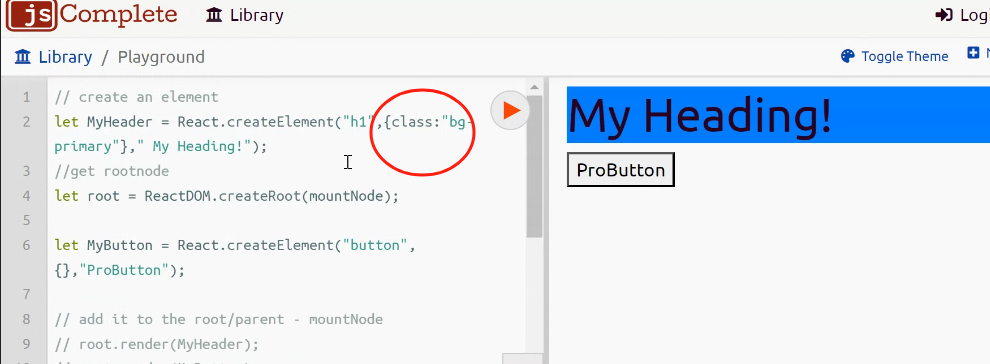 js Complete
Library
Logi
Library / Playground
Toggle Theme
1 // create an element
2 let MyHeader = React.createElement("h1",{class:"bg-
primary"}," My Heading!");
3 //get rootnode
4 let root = ReactDOM.createRoot(mountNode);
5
6 let MyButton = React.createElement("button",
{},"ProButton");
7
8 // add it to the root/parent - mountNode
9 // root.render(MyHeader);
My Heading!
ProButton